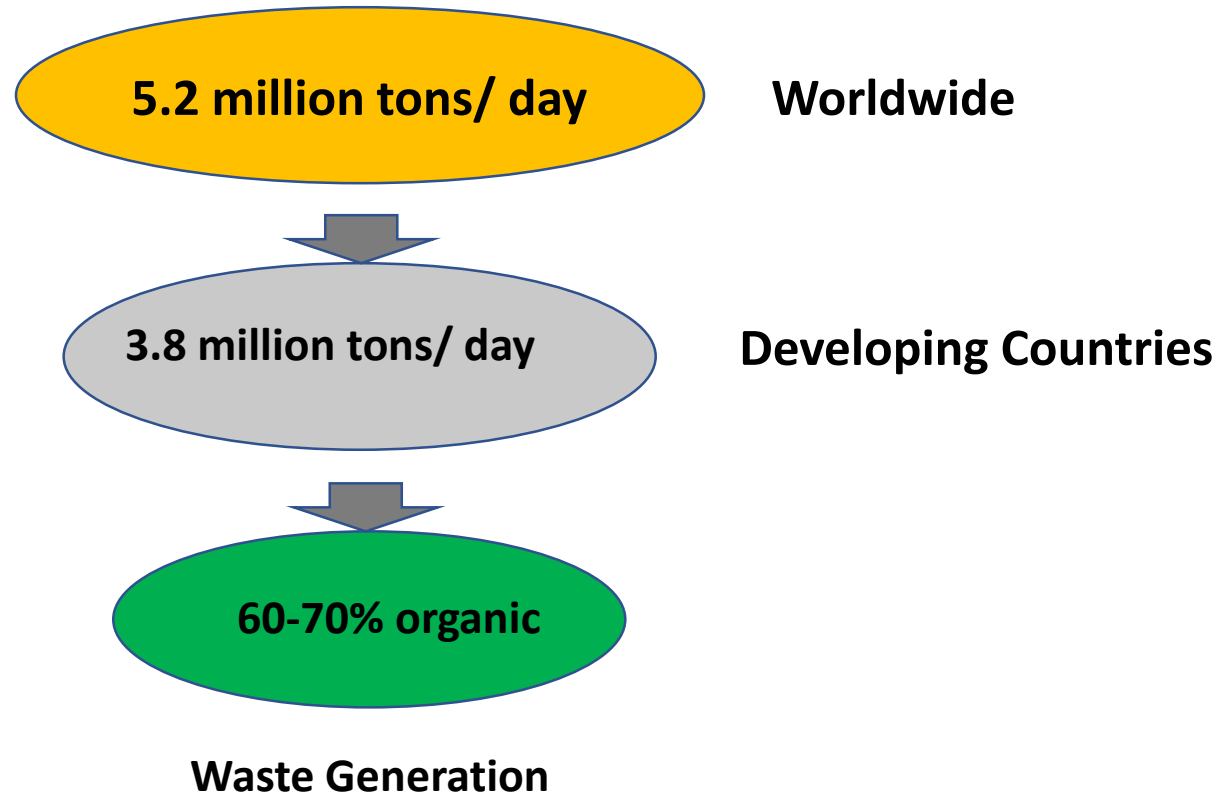 5.2 million tons/ day
Worldwide
3.8 million tons/ day
Developing Countries
60-70% organic
Waste Generation